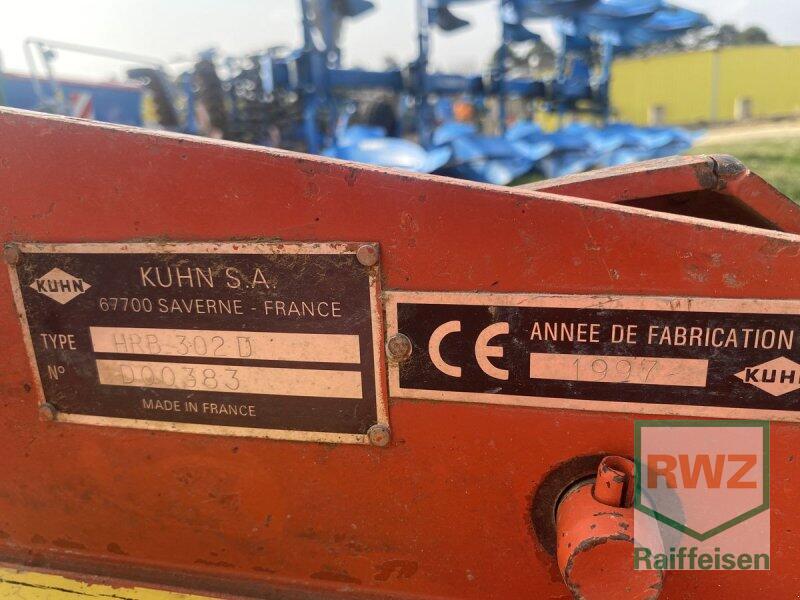 KUHN
KUHN S.A.
67700 SAVERNE - FRANCE
TYPE HRB 302 D
N° D00383
MADE IN FRANCE
CE ANNEE DE FABRICATION
1997
KUHN
RWZ
Raiffeisen